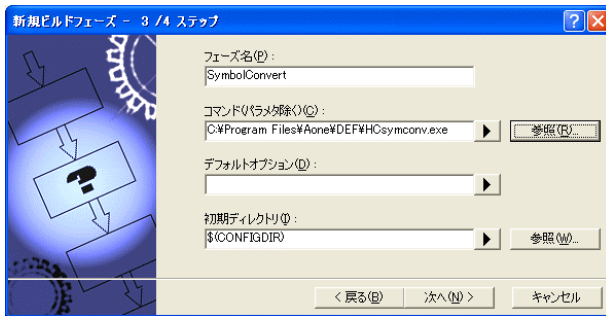 新規ビルドフェーズ － 3 /4 ステップ
フェーズ名(P)：
SymbolConvert
コマンド(パラメタ除く)(C)：
C:¥Program Files¥Aone¥DEF¥HCsymconv.exe
参照(R)...
デフォルトオプション(D)：
初期ディレクトリ(I)：
$(CONFIGDIR)
参照(W)...
< 戻る(B)
次へ(N) >
キャンセル